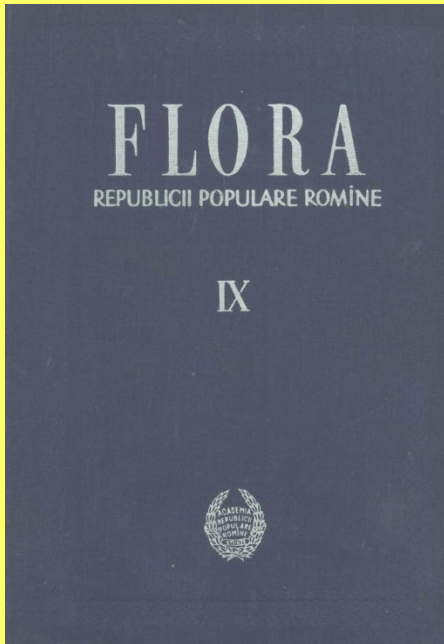 FLORA
REPUBLICII POPULARE ROMÎNE
IX
ACADEMIA
REPUBLICII
POPULARE
ROMÎNE